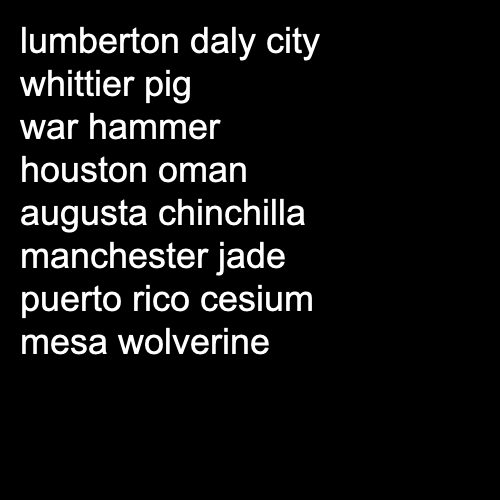 lumberton daly city
whittier pig
war hammer
houston oman
augusta chinchilla
manchester jade
puerto rico cesium
mesa wolverine